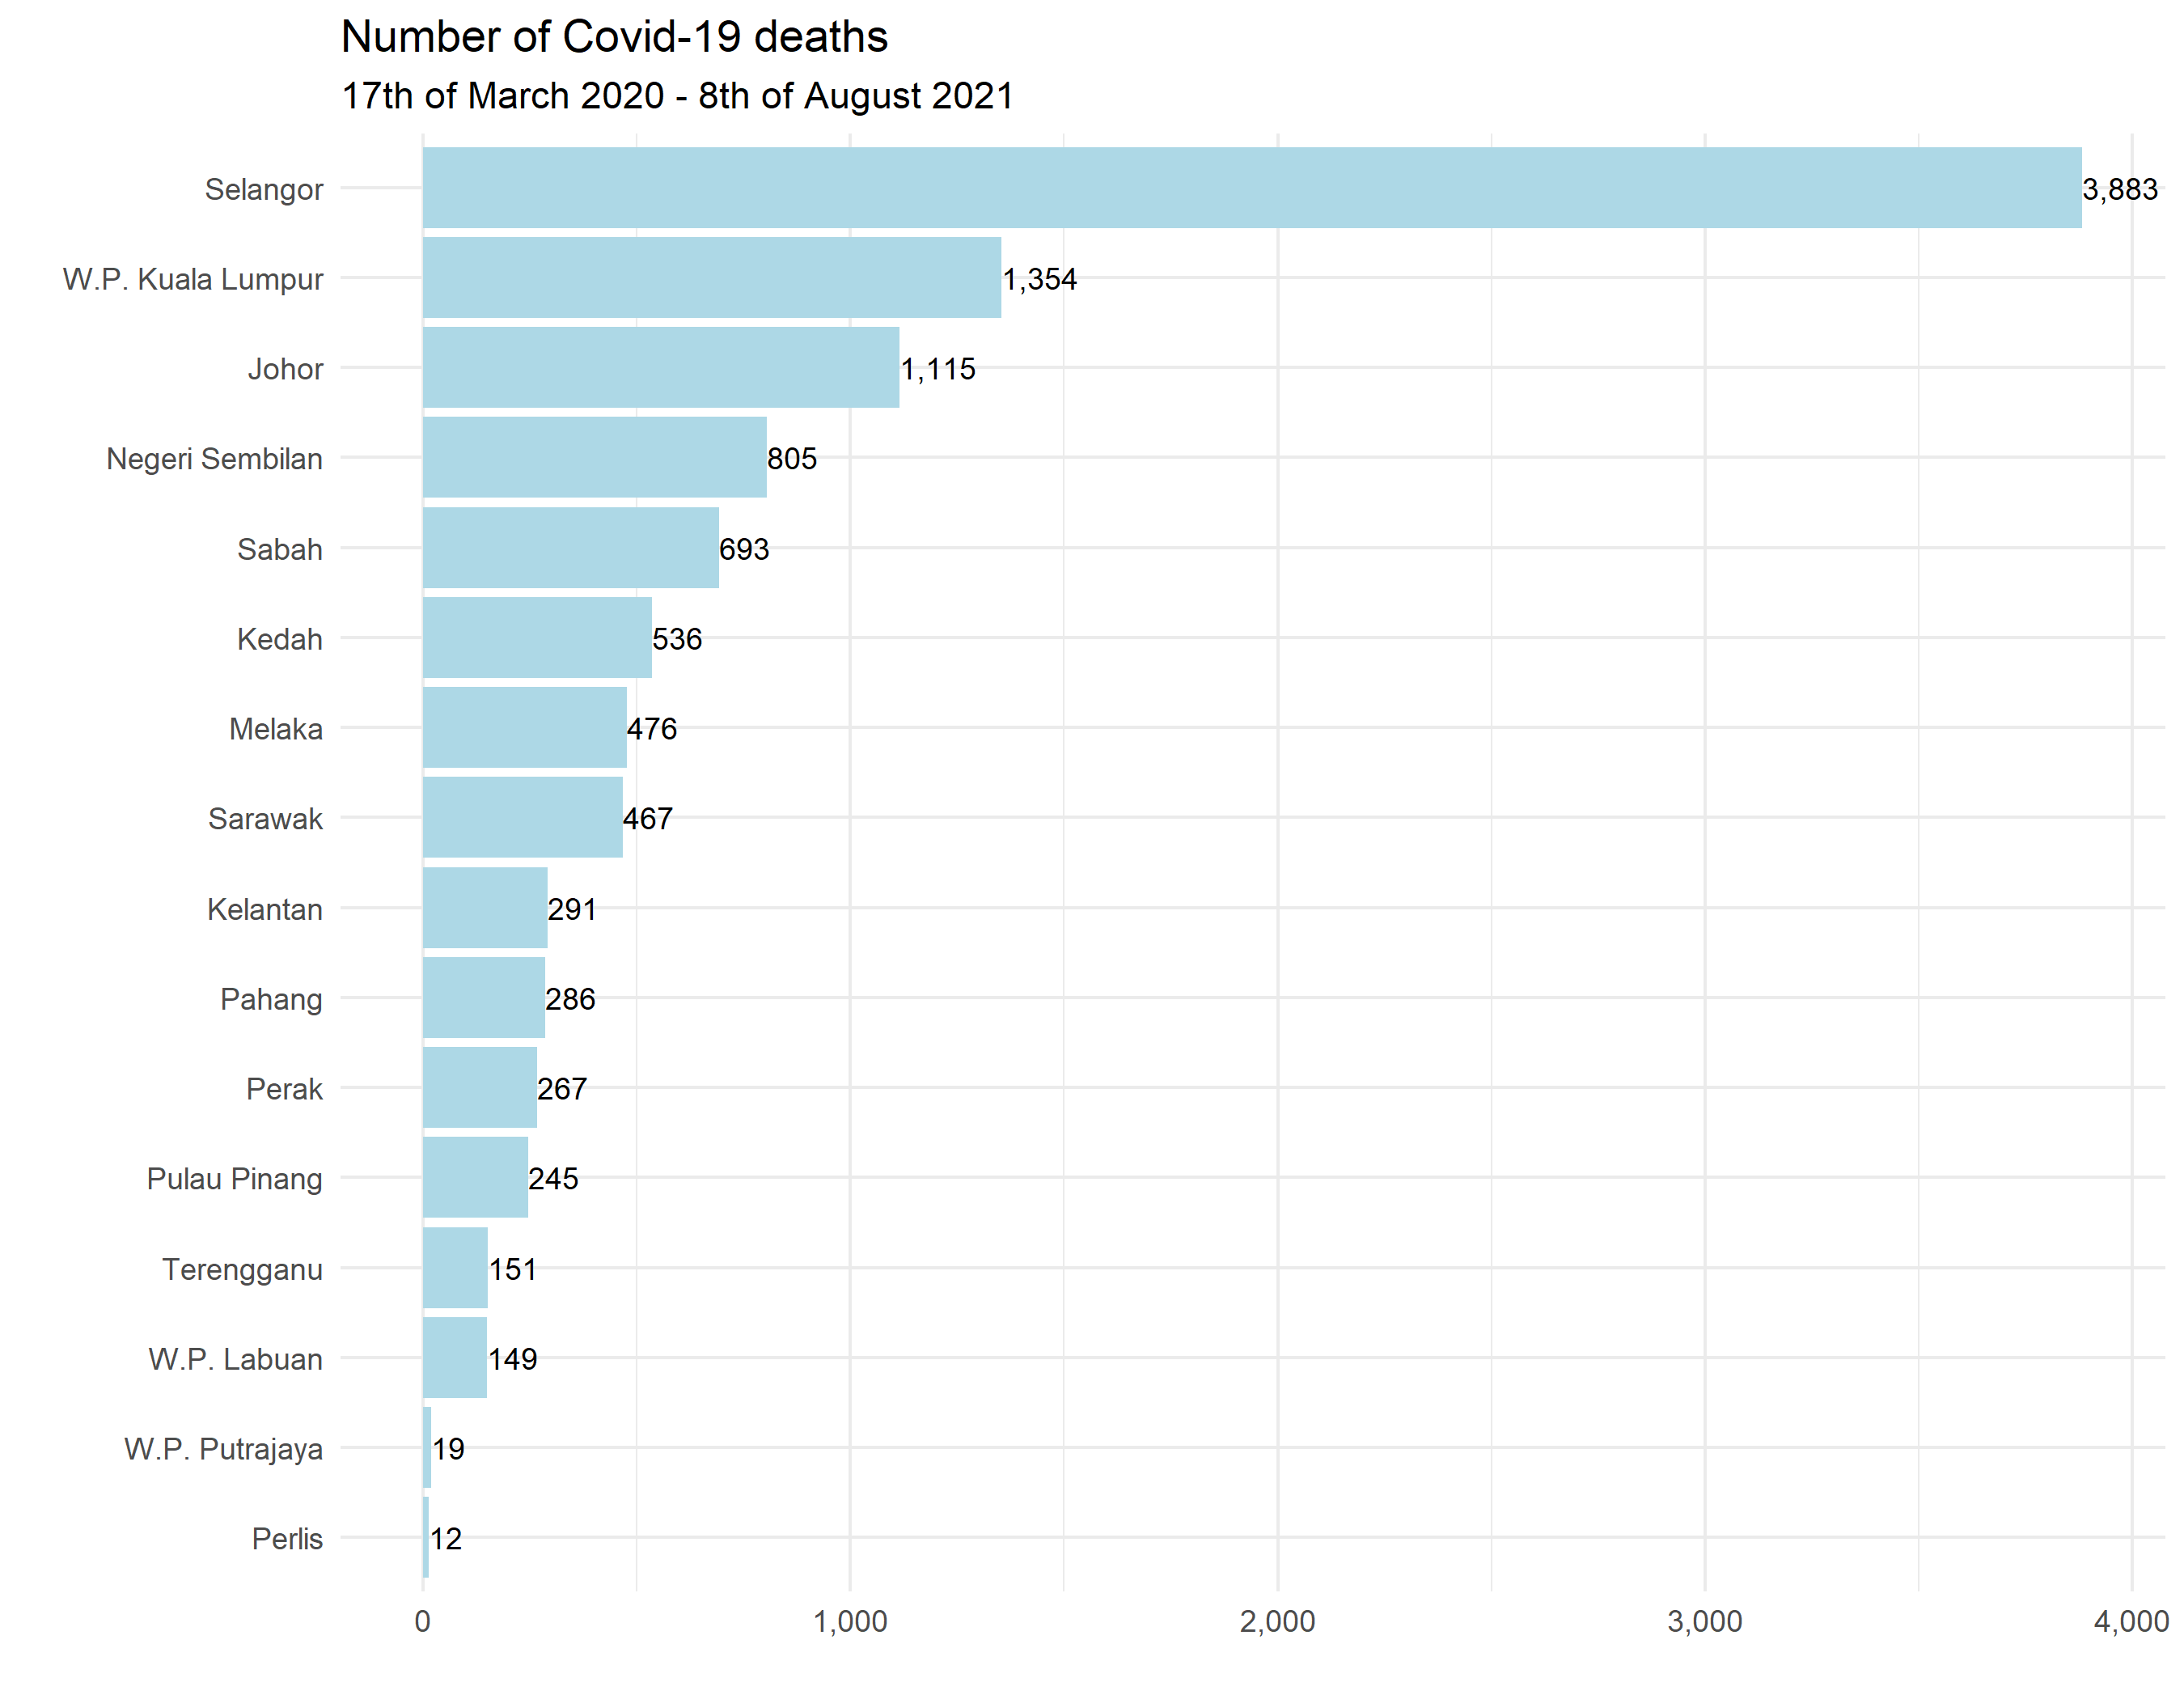 Number of Covid-19 deaths
17th of March 2020 - 8th of August 2021
Selangor 3,883
W.P. Kuala Lumpur 1,354
Johor 1,115
Negeri Sembilan 805
Sabah 693
Kedah 536
Melaka 476
Sarawak 467
Kelantan 291
Pahang 286
Perak 267
Pulau Pinang 245
Terengganu 151
W.P. Labuan 149
W.P. Putrajaya 19
Perlis 12
0 1,000 2,000 3,000 4,000